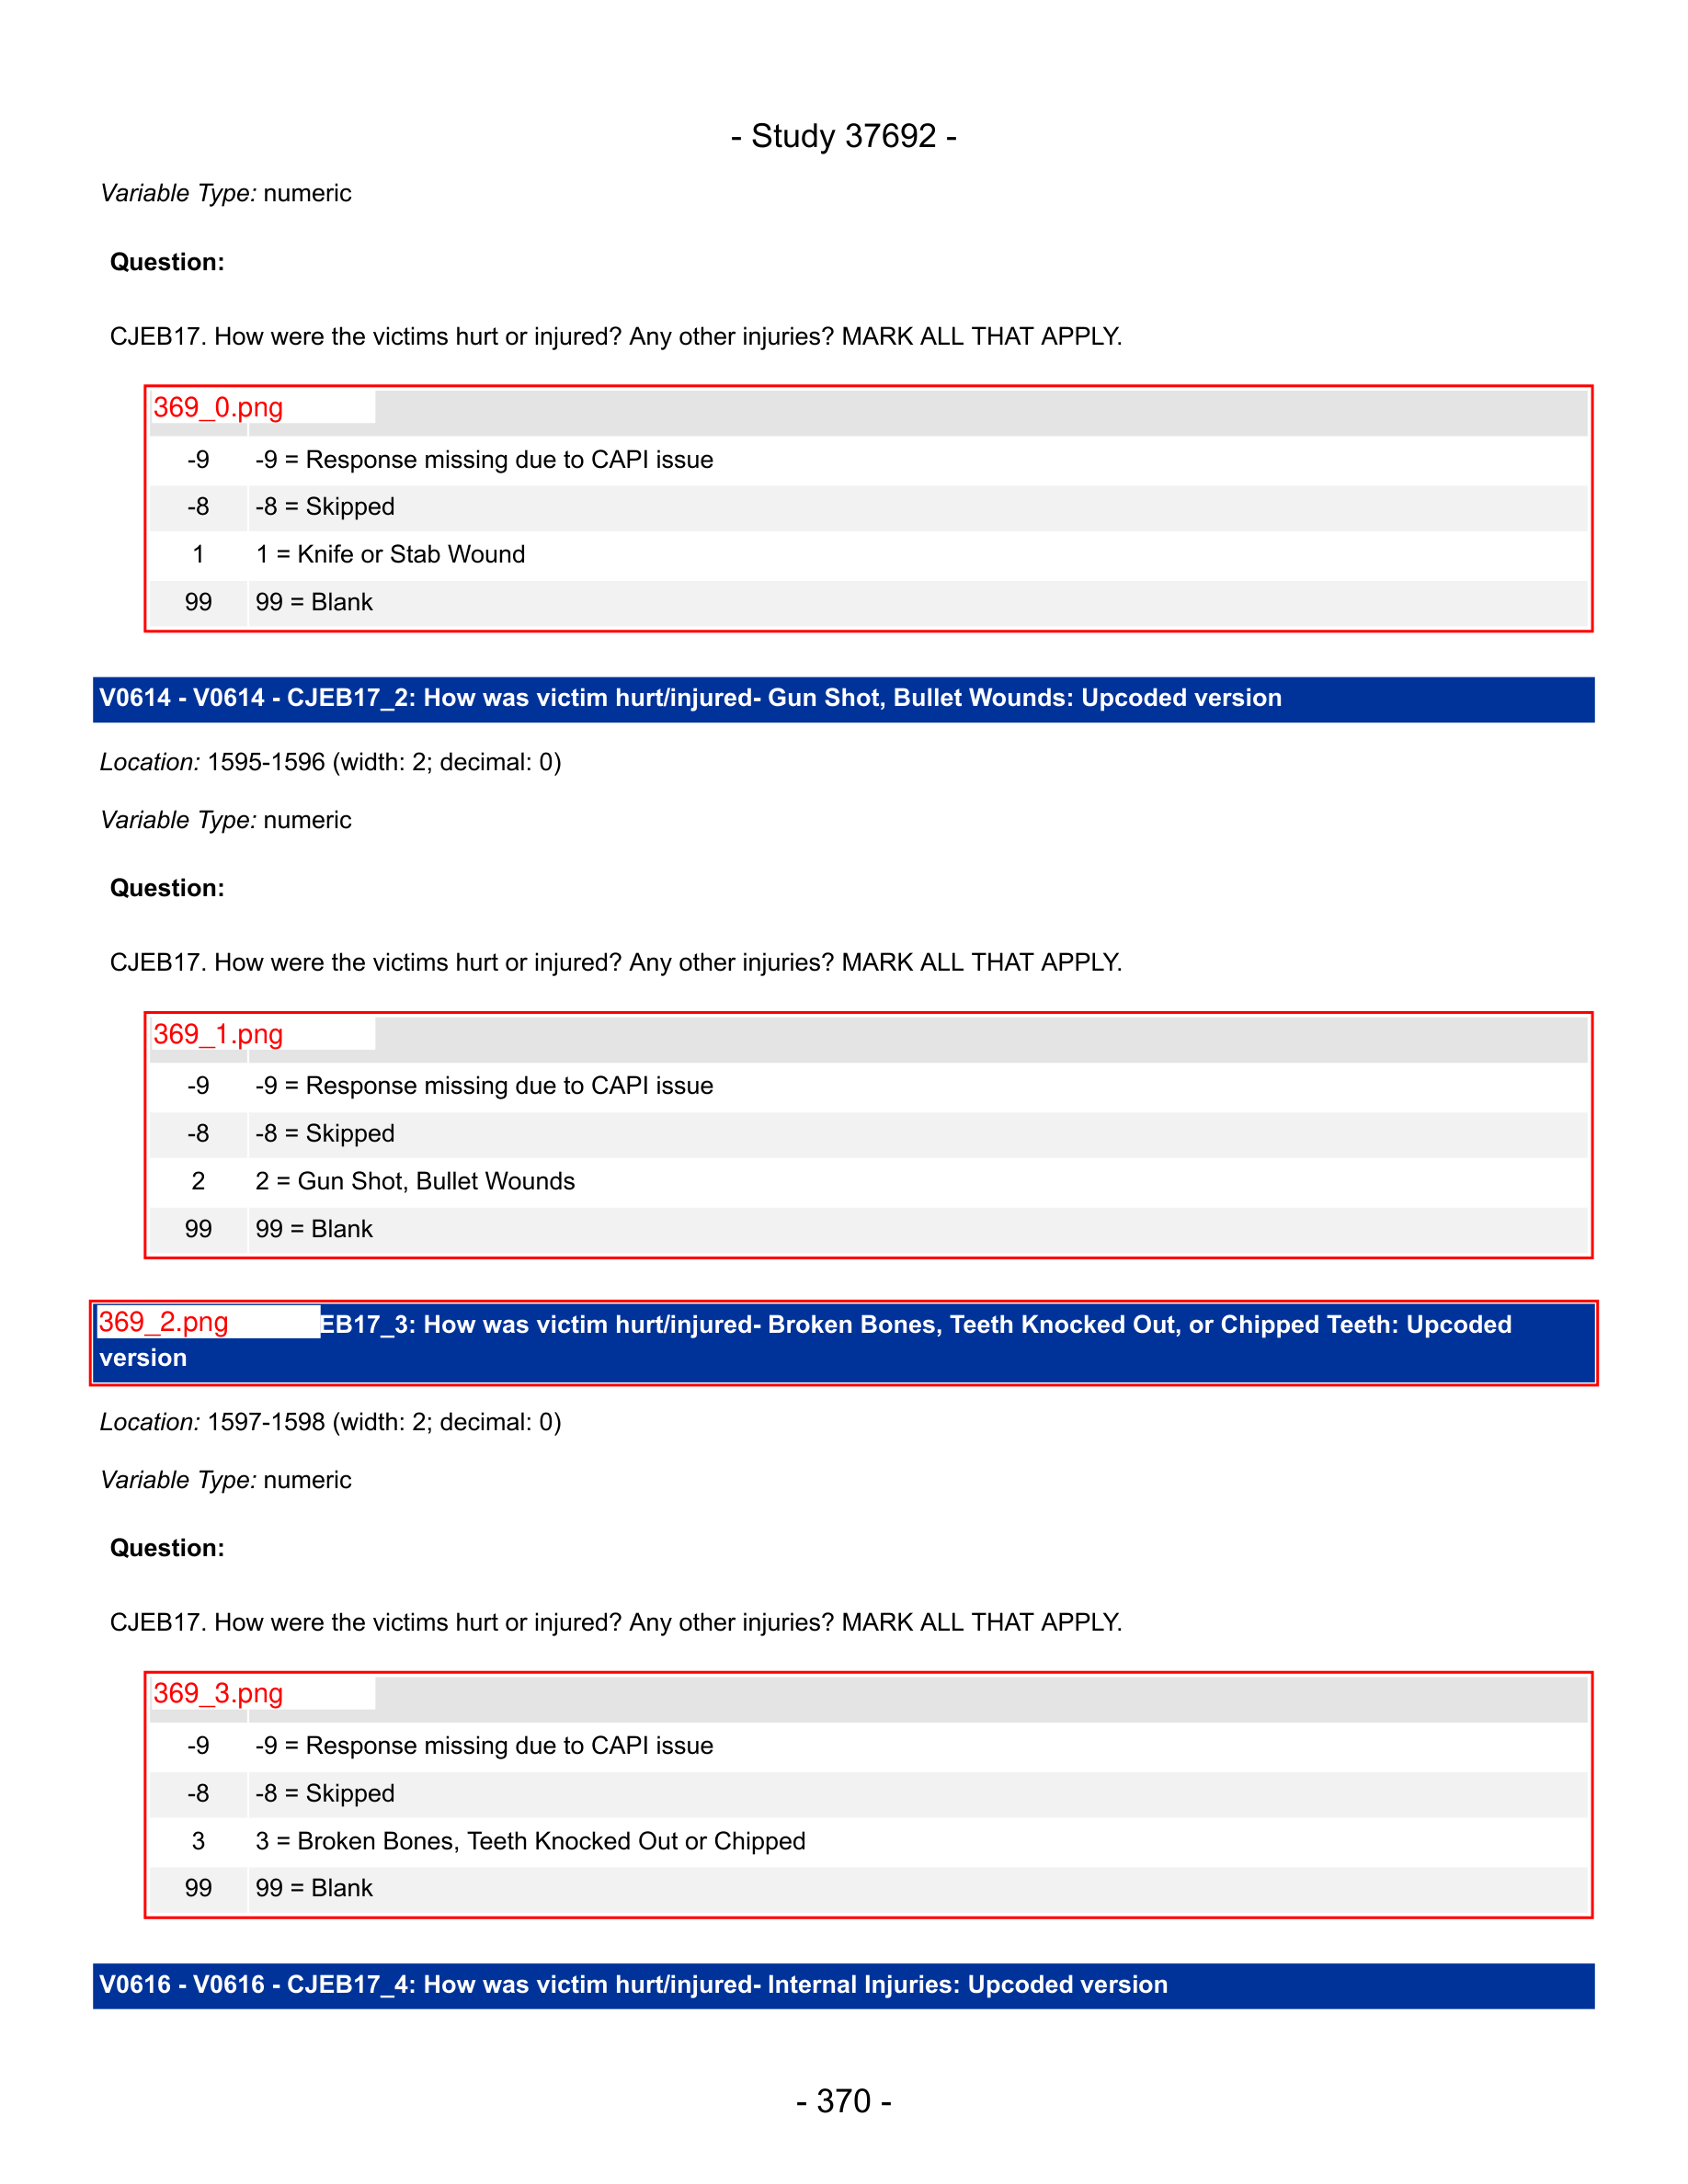 - Study 37692 -
Variable Type: numeric
Question:
CJEB17. How were the victims hurt or injured? Any other injuries? MARK ALL THAT APPLY.
369_0.png
-9 -9 = Response missing due to CAPI issue
-8 -8 = Skipped
1 1 = Knife or Stab Wound
99 99 = Blank
V0614 - V0614 - CJEB17_2: How was victim hurt/injured- Gun Shot, Bullet Wounds: Upcoded version
Location: 1595-1596 (width: 2; decimal: 0)
Variable Type: numeric
Question:
CJEB17. How were the victims hurt or injured? Any other injuries? MARK ALL THAT APPLY.
369_1.png
-9 -9 = Response missing due to CAPI issue
-8 -8 = Skipped
2 2 = Gun Shot, Bullet Wounds
99 99 = Blank
369_2.png EB17_3: How was victim hurt/injured- Broken Bones, Teeth Knocked Out, or Chipped Teeth: Upcoded
version
Location: 1597-1598 (width: 2; decimal: 0)
Variable Type: numeric
Question:
CJEB17. How were the victims hurt or injured? Any other injuries? MARK ALL THAT APPLY.
369_3.png
-9 -9 = Response missing due to CAPI issue
-8 -8 = Skipped
3 3 = Broken Bones, Teeth Knocked Out or Chipped
99 99 = Blank
V0616 - V0616 - CJEB17_4: How was victim hurt/injured- Internal Injuries: Upcoded version
- 370 -